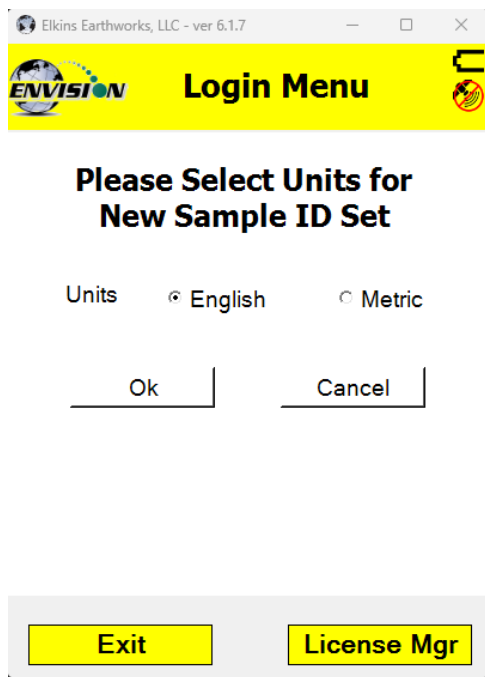 Elkins Earthworks, LLC - ver 6.1.7
ENVISION
Login Menu
Please Select Units for
New Sample ID Set
Units English Metric
Ok Cancel
Exit License Mgr